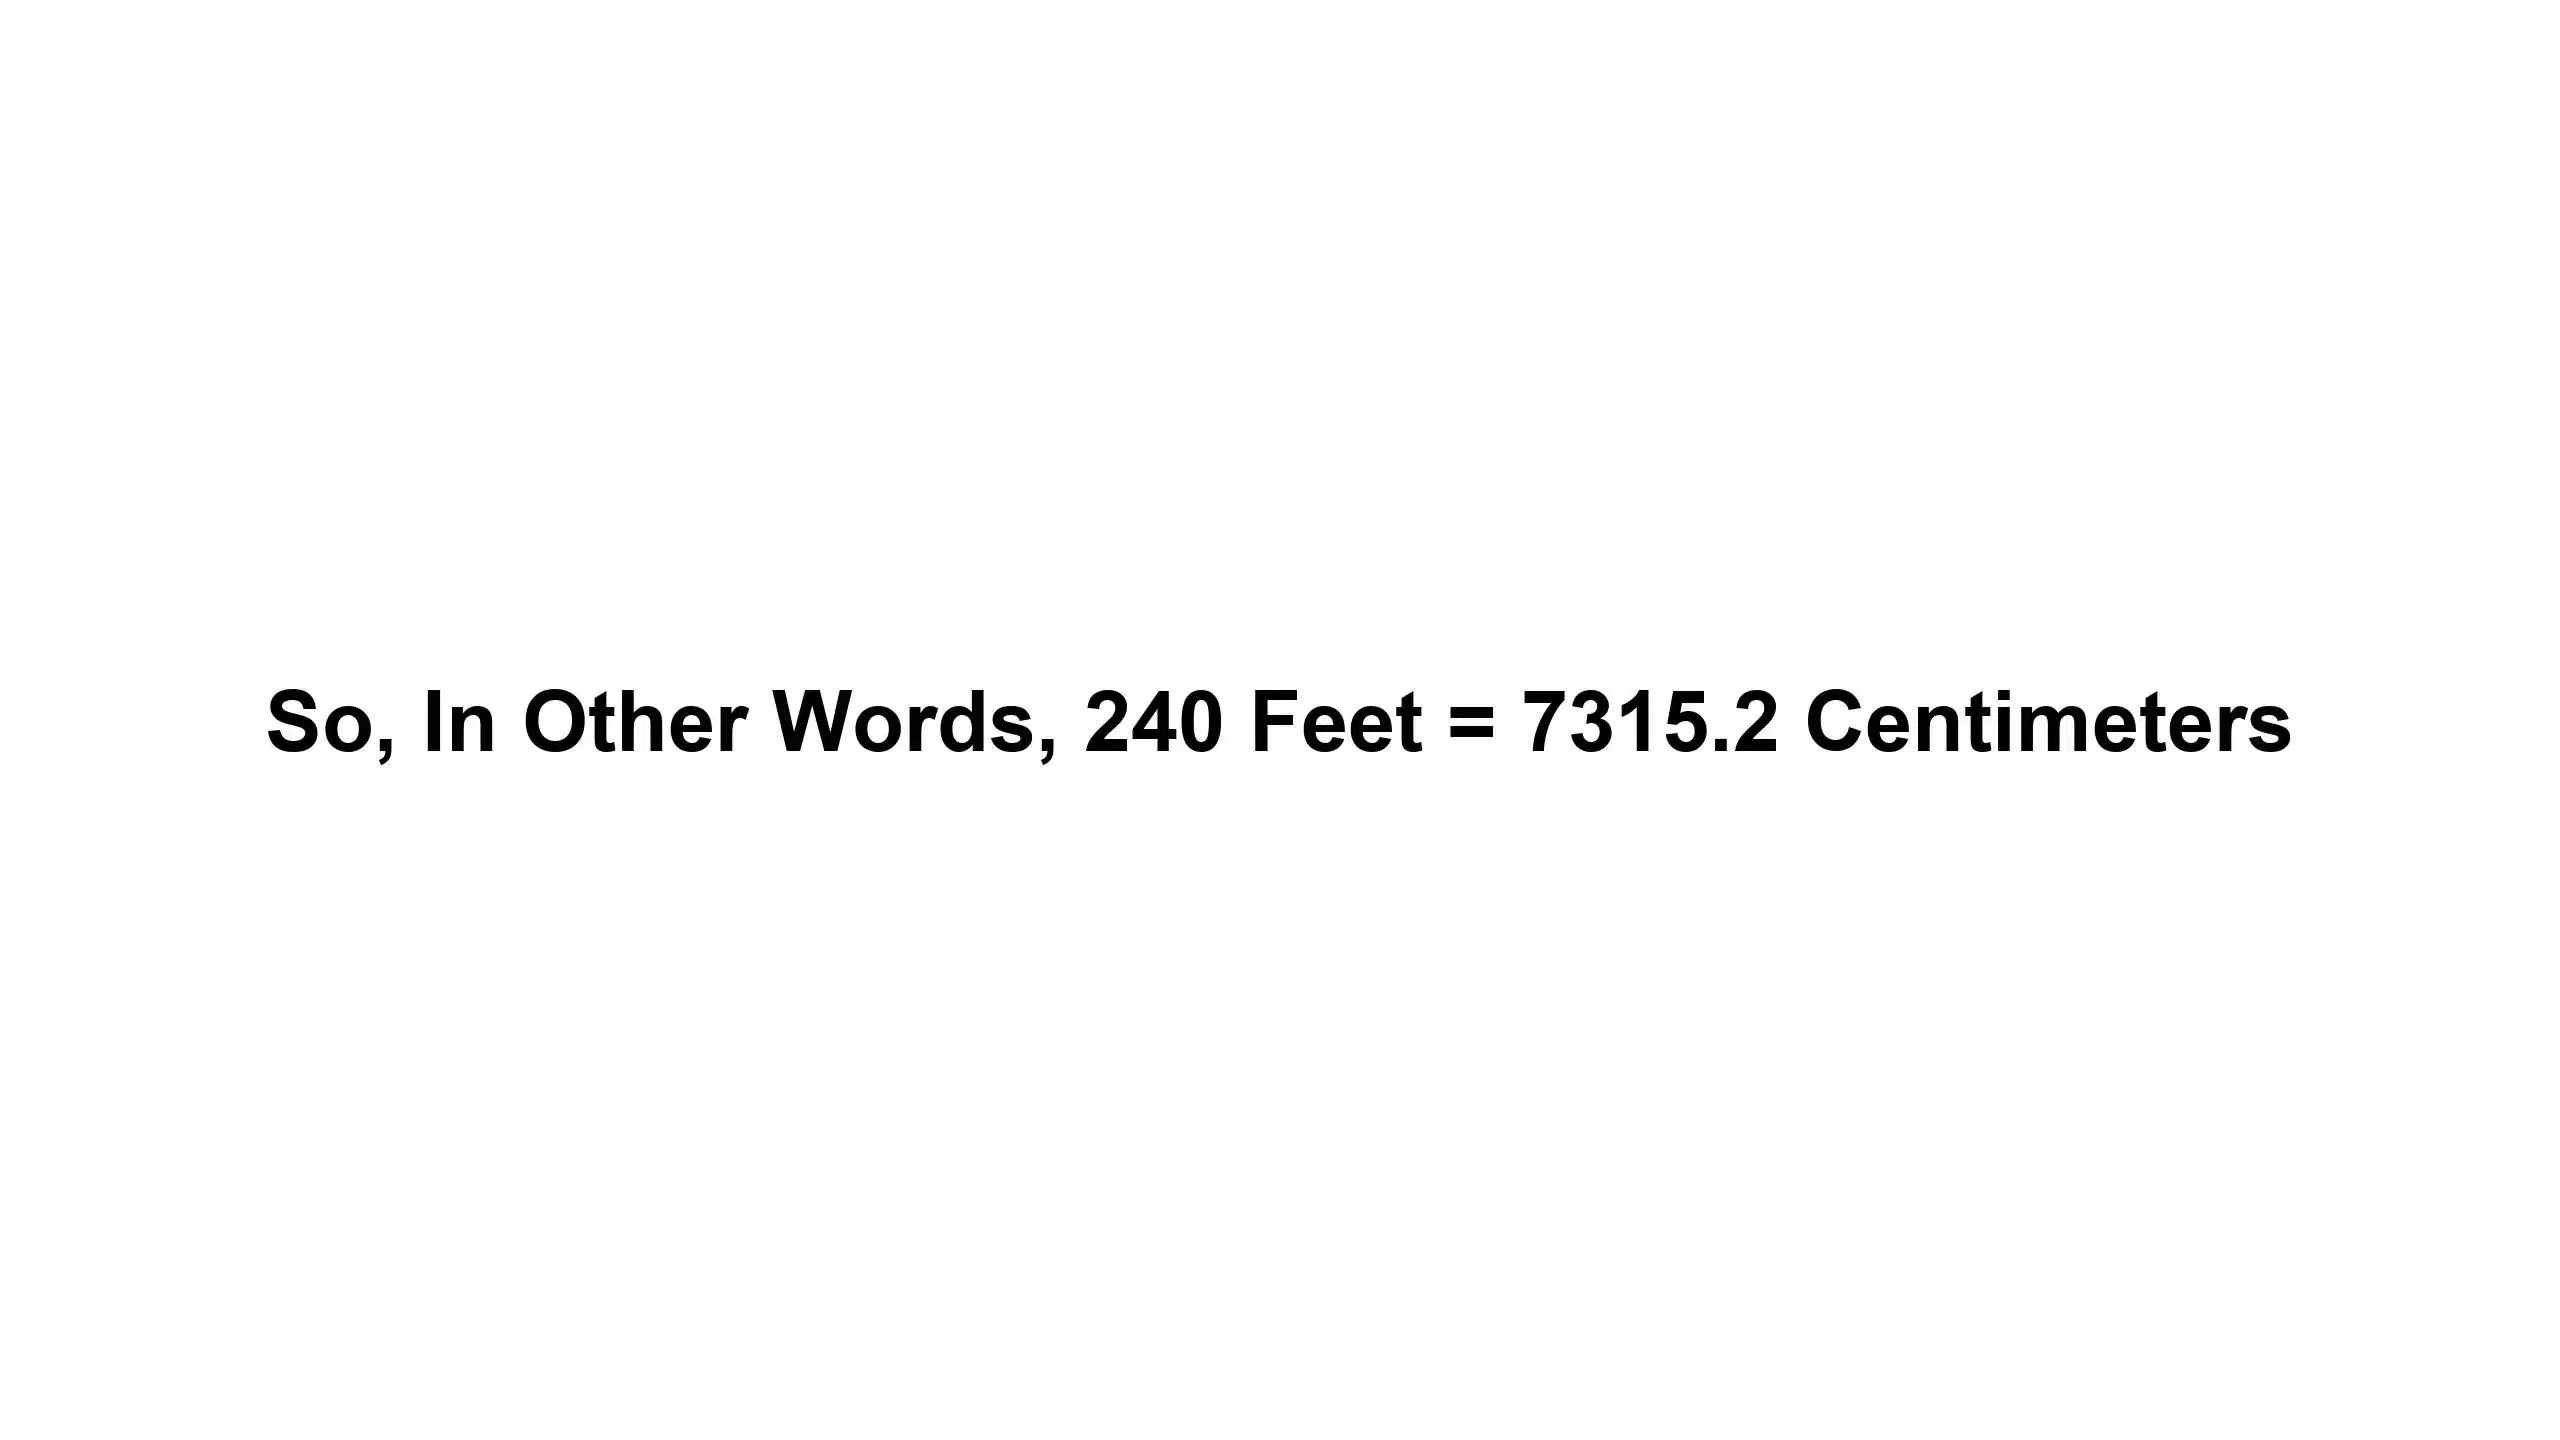 So, In Other Words, 240 Feet = 7315.2 Centimeters